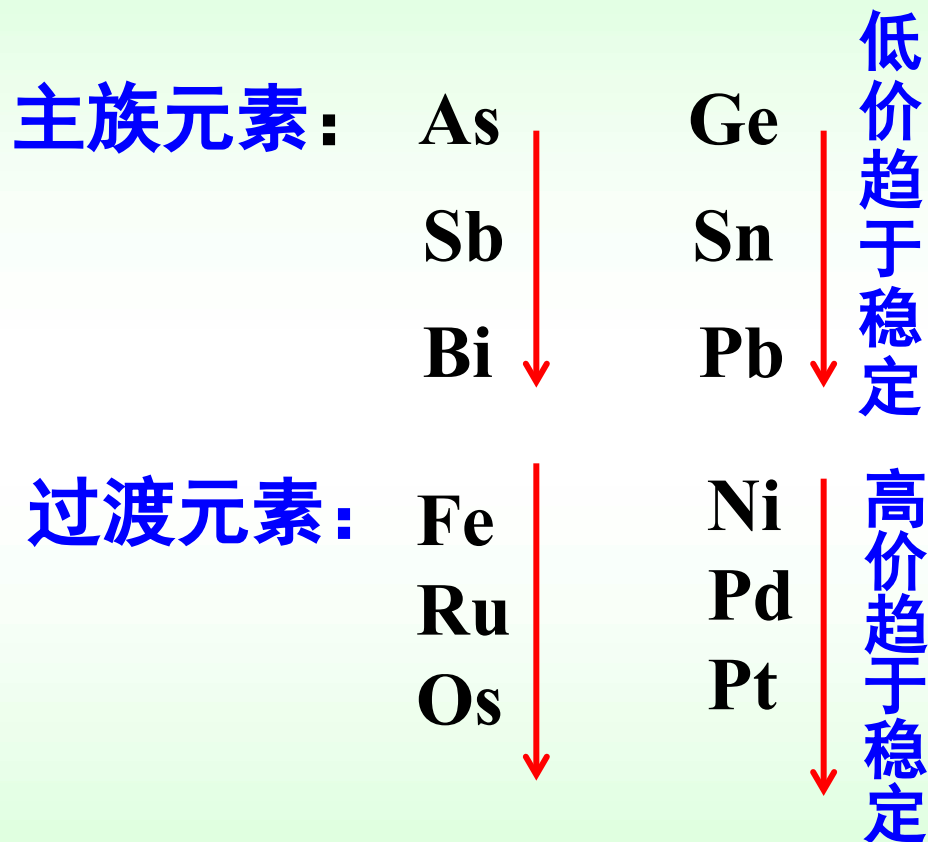 主族元素： As Ge
Sb Sn
Bi Pb
低价趋于稳定
过渡元素： Fe Ni
Ru Pd
Os Pt
高价趋于稳定